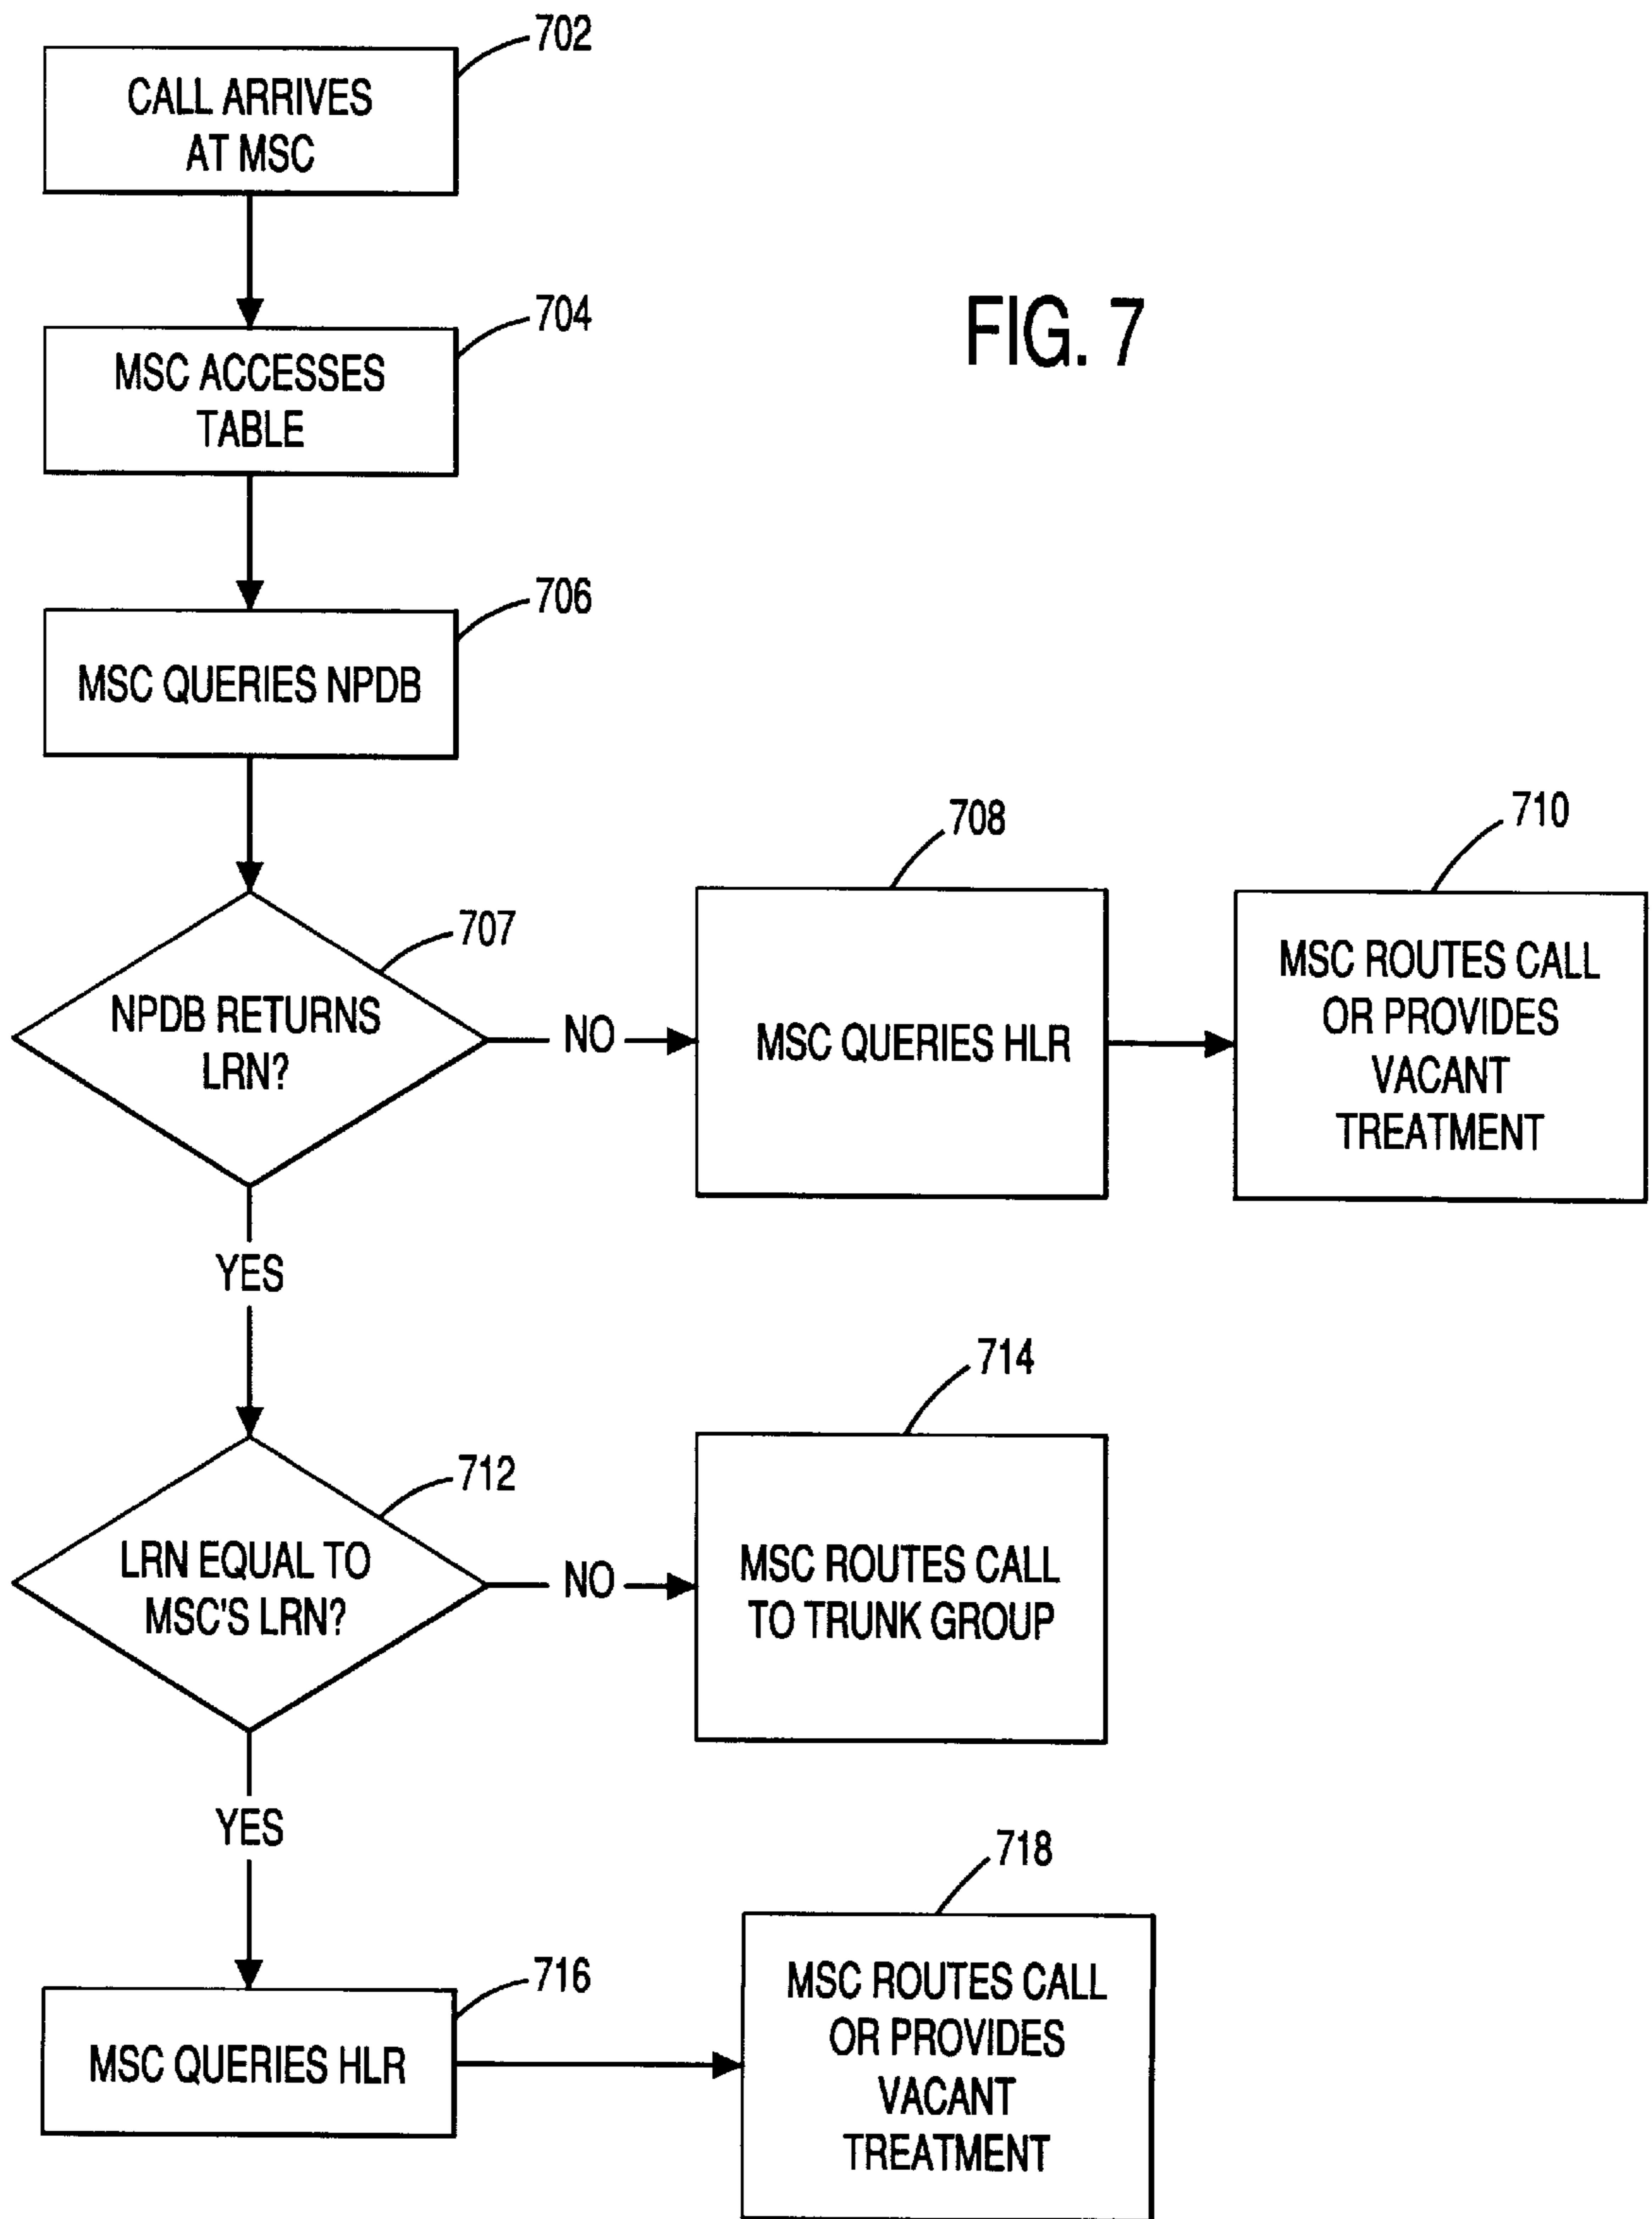 702
CALL ARRIVES
AT MSC
704
MSC ACCESSES
TABLE
FIG. 7
706
MSC QUERIES NPDB
707
NPDB RETURNS
LRN?
NO
708
MSC QUERIES HLR
710
MSC ROUTES CALL
OR PROVIDES
VACANT
TREATMENT
YES
712
LRN EQUAL TO
MSC'S LRN?
NO
714
MSC ROUTES CALL
TO TRUNK GROUP
YES
716
MSC QUERIES HLR
718
MSC ROUTES CALL
OR PROVIDES
VACANT
TREATMENT